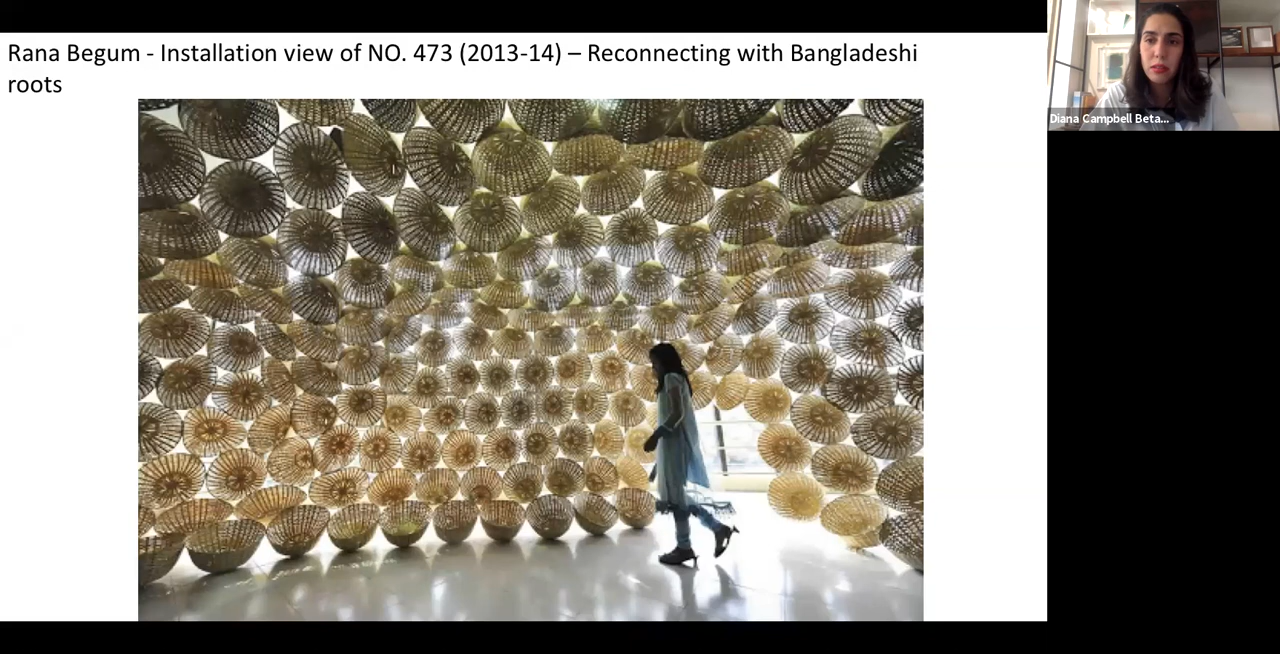 Rana Begum - Installation view of NO. 473 (2013-14) – Reconnecting with Bangladeshi
roots
Diana Campbell Beta...